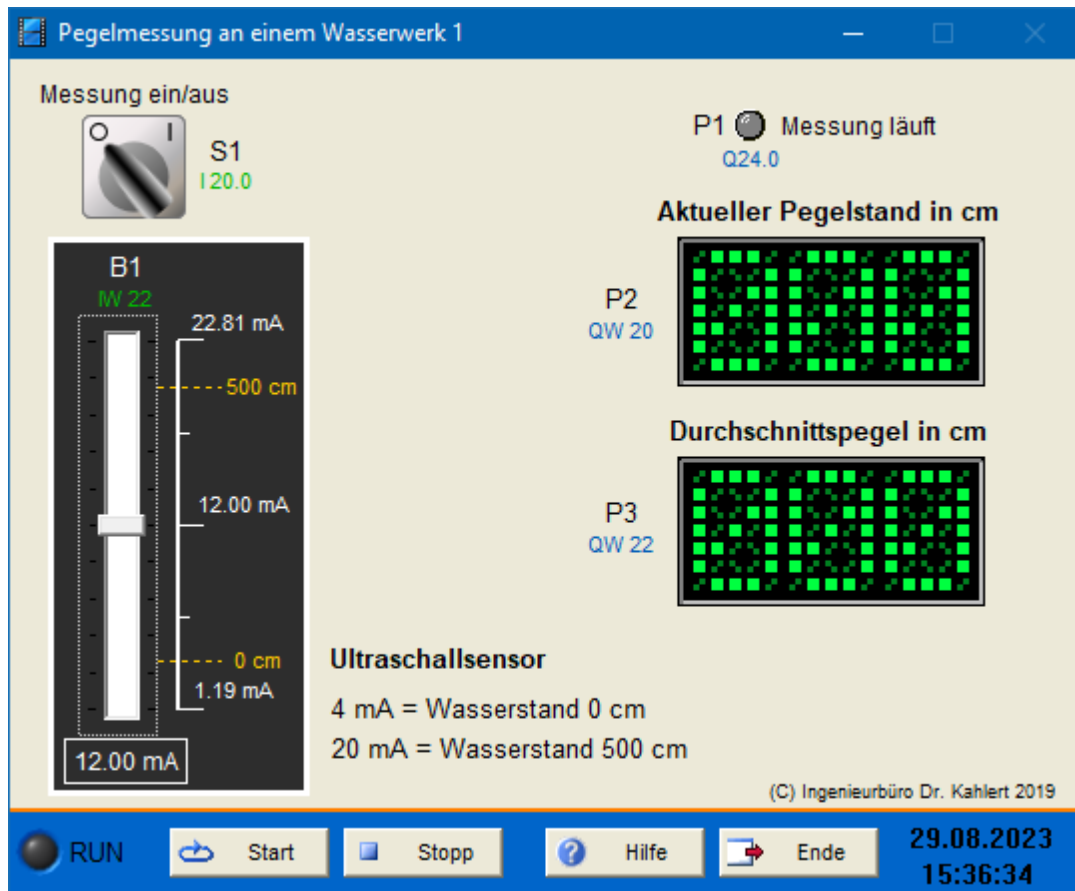 Pegelmessung an einem Wasserwerk 1
Messung ein/aus
O I
S1
I 20.0
P1 Messung läuft
Q24.0
Aktueller Pegelstand in cm
P2
QW 20
000
Durchschnittspegel in cm
P3
QW 22
000
B1
IW 22
22.81 mA
500 cm
12.00 mA
0 cm
1.19 mA
12.00 mA
Ultraschallsensor
4 mA = Wasserstand 0 cm
20 mA = Wasserstand 500 cm
(C) Ingenieurbüro Dr. Kahlert 2019
RUN
Start
Stopp
Hilfe
Ende
29.08.2023
15:36:34